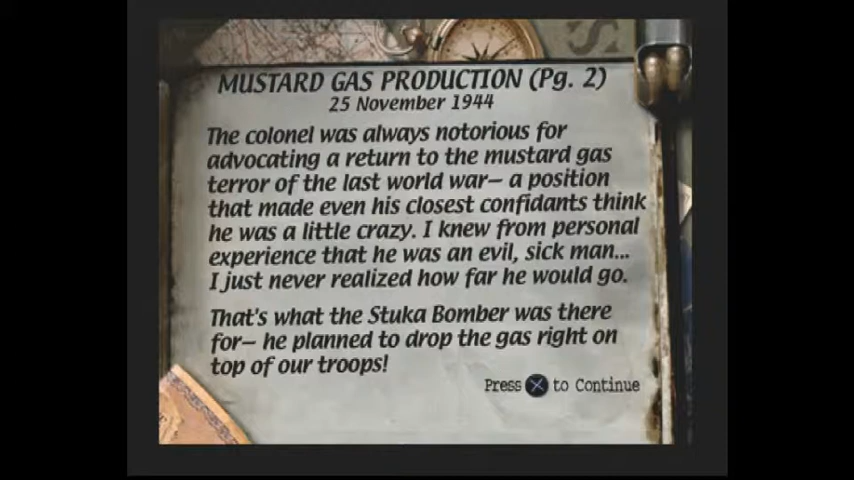 MUSTARD GAS PRODUCTION (Pg. 2)
25 November 1944
The colonel was always notorious for
advocating a return to the mustard gas
terror of the last world war— a position
that made even his closest confidants think
he was a little crazy. I knew from personal
experience that he was an evil, sick man...
I just never realized how far he would go.
That's what the Stuka Bomber was there
for— he planned to drop the gas right on
top of our troops!
Press X to Continue